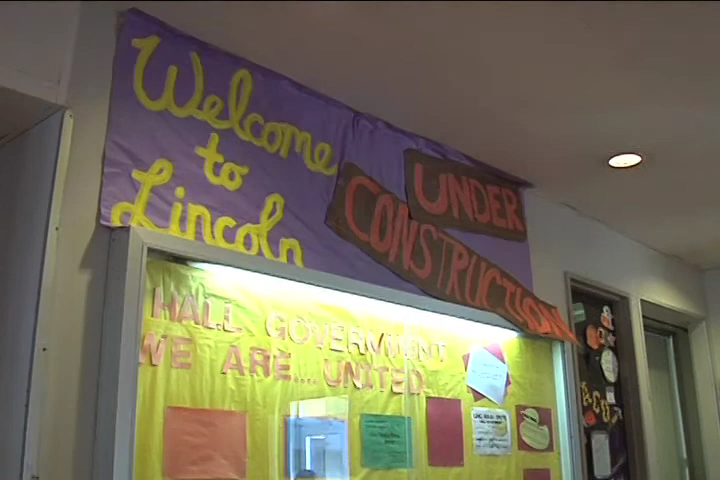 Welcome
to
Lincoln
UNDER
CONSTRUCTION
HALL GOVERNMENT
WE ARE... UNITED